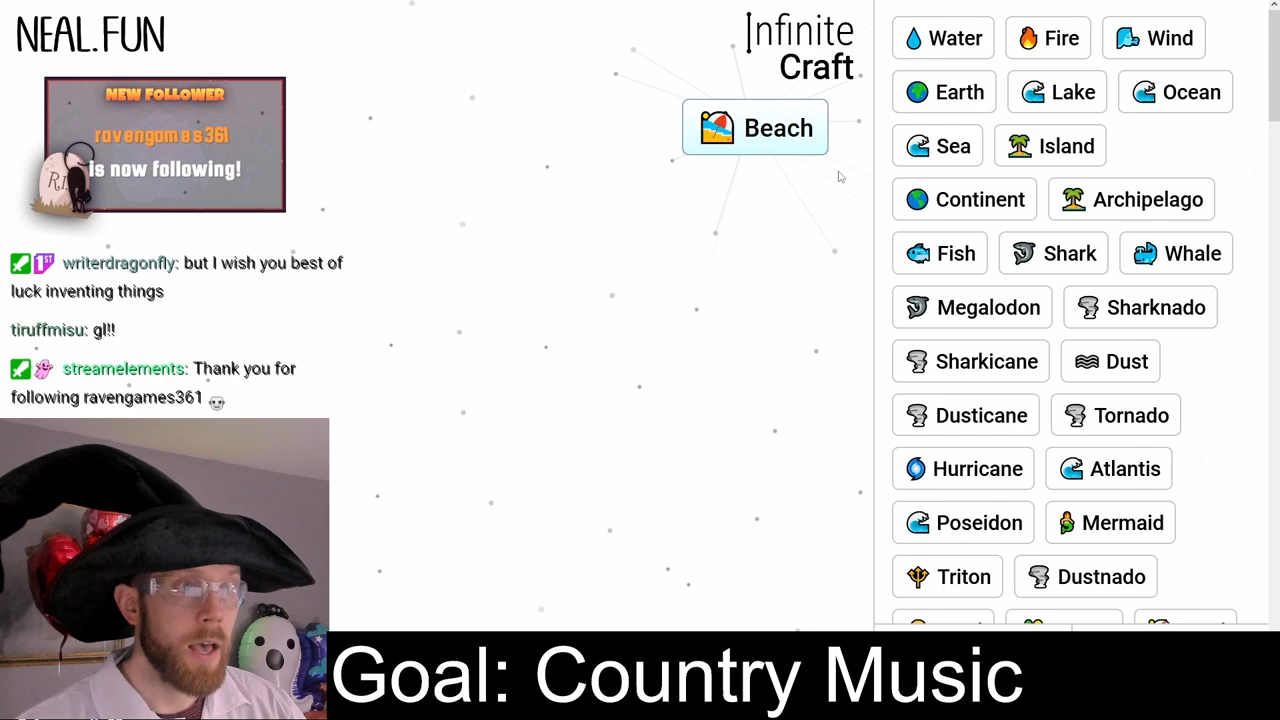 NEAL.FUN
Infinite
Craft
NEW FOLLOWER
ravengames361
is now following!
writerdragonfly: but I wish you best of
luck inventing things
tiruffmisu: gl!!
streamelements: Thank you for
following ravengames361
Beach
Water Fire Wind
Earth Lake Ocean
Sea Island
Continent Archipelago
Fish Shark Whale
Megalodon Sharknado
Sharkicane Dust
Dusticane Tornado
Hurricane Atlantis
Poseidon Mermaid
Triton Dustnado
Goal: Country Music